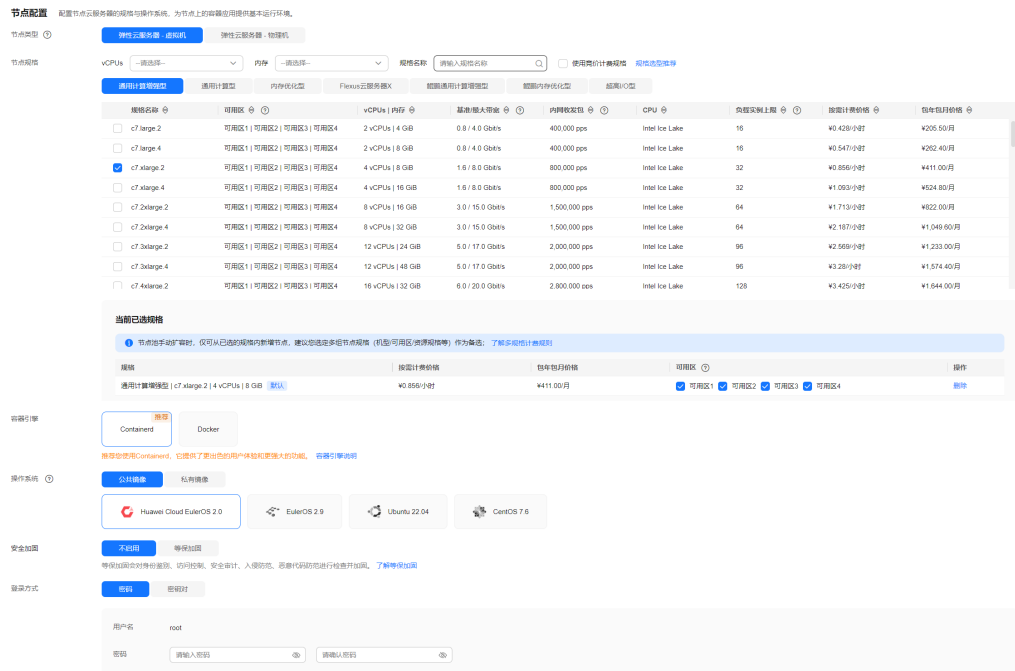 节点配置 配置节点云服务器的规格与操作系统，为节点上的容器应用提供基本运行环境。
节点类型 弹性云服务器 - 虚拟机 弹性云服务器 - 物理机
节点规格 vCPUs --请选择-- 内存 --请选择-- 规格名称 请输入规格名称 使用竞价计费规格 规格选型推荐
通用计算增强型 通用计算型 内存优化型 Flexus云服务器X 鲲鹏通用计算增强型 鲲鹏内存优化型 超高I/O型
规格名称 可用区 vCPUs | 内存 基准/最大带宽 内网收发包 CPU 负载实例上限 按需计费价格 包年包月价格
c7.large.2 可用区1 | 可用区2 | 可用区3 | 可用区4 2 vCPUs | 4 GiB 0.8 / 4.0 Gbit/s 400,000 pps Intel Ice Lake 16 ¥0.428/小时 ¥205.50/月
c7.large.4 可用区1 | 可用区2 | 可用区3 | 可用区4 2 vCPUs | 8 GiB 0.8 / 4.0 Gbit/s 400,000 pps Intel Ice Lake 16 ¥0.547/小时 ¥262.40/月
c7.xlarge.2 可用区1 | 可用区2 | 可用区3 | 可用区4 4 vCPUs | 8 GiB 1.6 / 8.0 Gbit/s 800,000 pps Intel Ice Lake 32 ¥0.856/小时 ¥411.00/月
c7.xlarge.4 可用区1 | 可用区2 | 可用区3 | 可用区4 4 vCPUs | 16 GiB 1.6 / 8.0 Gbit/s 800,000 pps Intel Ice Lake 32 ¥1.093/小时 ¥524.80/月
c7.2xlarge.2 可用区1 | 可用区2 | 可用区3 | 可用区4 8 vCPUs | 16 GiB 3.0 / 15.0 Gbit/s 1,500,000 pps Intel Ice Lake 64 ¥1.713/小时 ¥822.00/月
c7.2xlarge.4 可用区1 | 可用区2 | 可用区3 | 可用区4 8 vCPUs | 32 GiB 3.0 / 15.0 Gbit/s 1,500,000 pps Intel Ice Lake 64 ¥2.187/小时 ¥1,049.60/月
c7.3xlarge.2 可用区1 | 可用区2 | 可用区3 | 可用区4 12 vCPUs | 24 GiB 5.0 / 17.0 Gbit/s 2,000,000 pps Intel Ice Lake 96 ¥2.569/小时 ¥1,233.00/月
c7.3xlarge.4 可用区1 | 可用区2 | 可用区3 | 可用区4 12 vCPUs | 48 GiB 5.0 / 17.0 Gbit/s 2,000,000 pps Intel Ice Lake 96 ¥3.28/小时 ¥1,574.40/月
c7.4xlarge.2 可用区1 | 可用区2 | 可用区3 | 可用区4 16 vCPUs | 32 GiB 6.0 / 20.0 Gbit/s 2,800,000 pps Intel Ice Lake 128 ¥3.425/小时 ¥1,644.00/月
当前已选规格
节点池手动扩容时，仅可从已选的规格内新增节点，建议您选定多组节点规格（机型/可用区/资源规格等）作为备选； 了解多规格计费规则
规格 按需计费价格 包年包月价格 可用区 操作
通用计算增强型 | c7.xlarge.2 | 4 vCPUs | 8 GiB 默认 ¥0.856/小时 ¥411.00/月 可用区1 可用区2 可用区3 可用区4 删除
容器引擎 Containerd 推荐 Docker
推荐您使用Containerd，它提供了更出色的用户体验和更强大的功能。 容器引擎说明
操作系统 公共镜像 私有镜像
Huawei Cloud EulerOS 2.0 EulerOS 2.9 Ubuntu 22.04 CentOS 7.6
安全加固 不启用 等保加固
等保加固会对身份鉴别、访问控制、安全审计、入侵防范、恶意代码防范进行检查并加固。 了解等保加固
登录方式 密码 密钥对
用户名 root
密码 请输入密码 请确认密码